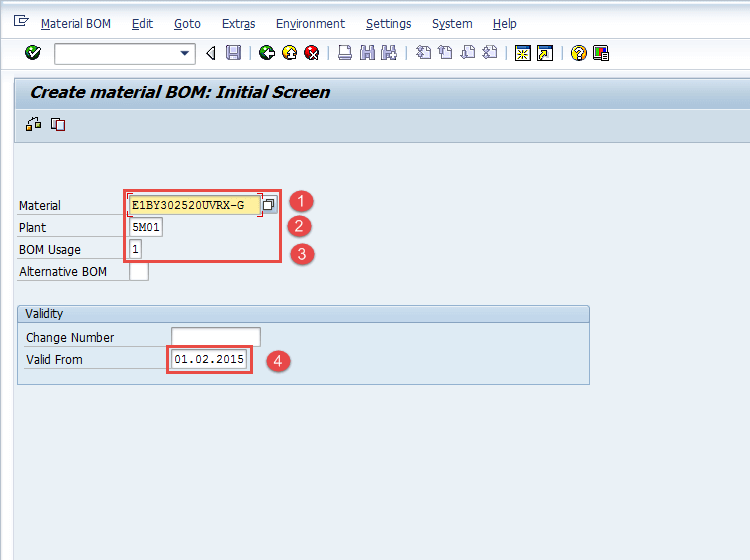 Material BOM Edit Goto Extras Environment Settings System Help
Create material BOM: Initial Screen
Material E1BY302520UVRX-G 1
Plant 5M01 2
BOM Usage 1 3
Alternative BOM
Validity
Change Number
Valid From 01.02.2015 4